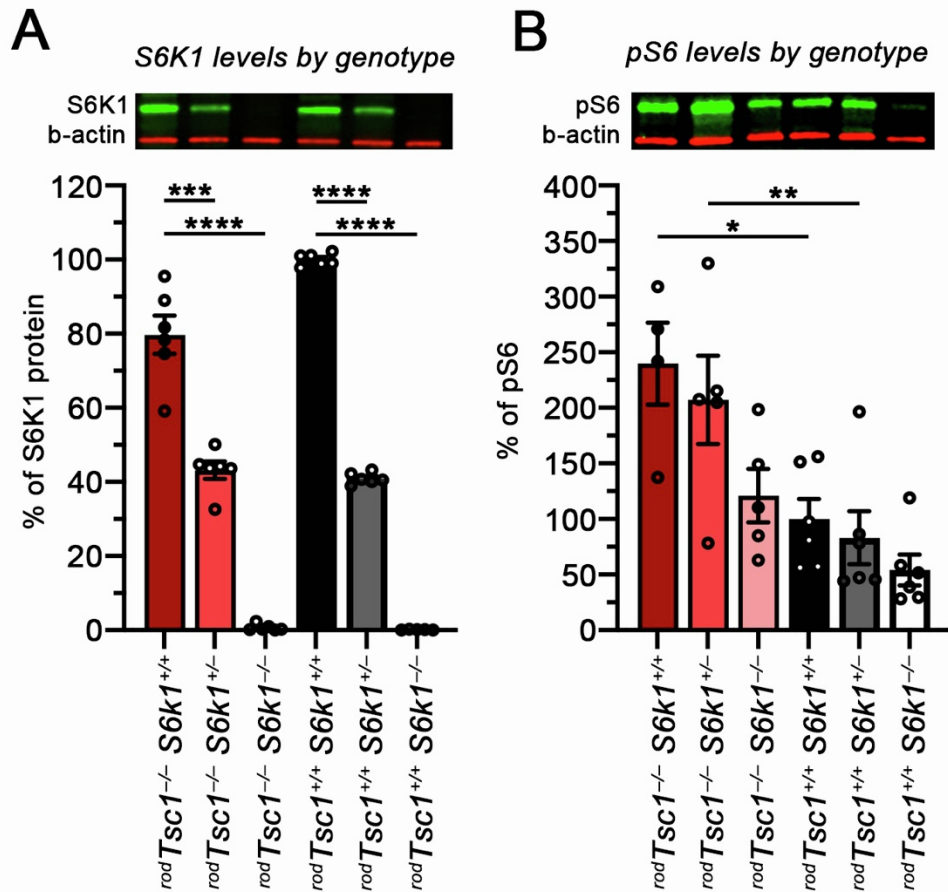 A
S6K1 levels by genotype
S6K1
b-actin
% of S6K1 protein
120
100
80
60
40
20
0
***
****
****
****
rodTsc1–/– S6k1+/+
rodTsc1–/– S6k1+/–
rodTsc1–/– S6k1–/–
rodTsc1+/+ S6k1+/+
rodTsc1+/+ S6k1+/–
rodTsc1+/+ S6k1–/–
B
pS6 levels by genotype
pS6
b-actin
% of pS6
400
350
300
250
200
150
100
50
0
**
*
rodTsc1–/– S6k1+/+
rodTsc1–/– S6k1+/–
rodTsc1–/– S6k1–/–
rodTsc1+/+ S6k1+/+
rodTsc1+/+ S6k1+/–
rodTsc1+/+ S6k1–/–